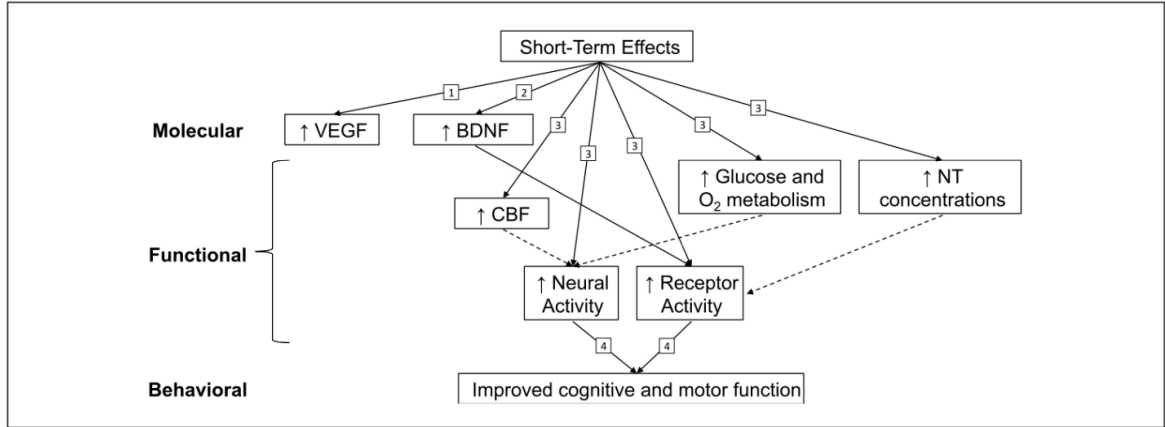 Short-Term Effects
1
2
3
3
3
3
3
Molecular
↑ VEGF
↑ BDNF
↑ Glucose and
O₂ metabolism
↑ NT
concentrations
↑ CBF
Functional
↑ Neural
Activity
↑ Receptor
Activity
4
4
Behavioral
Improved cognitive and motor function